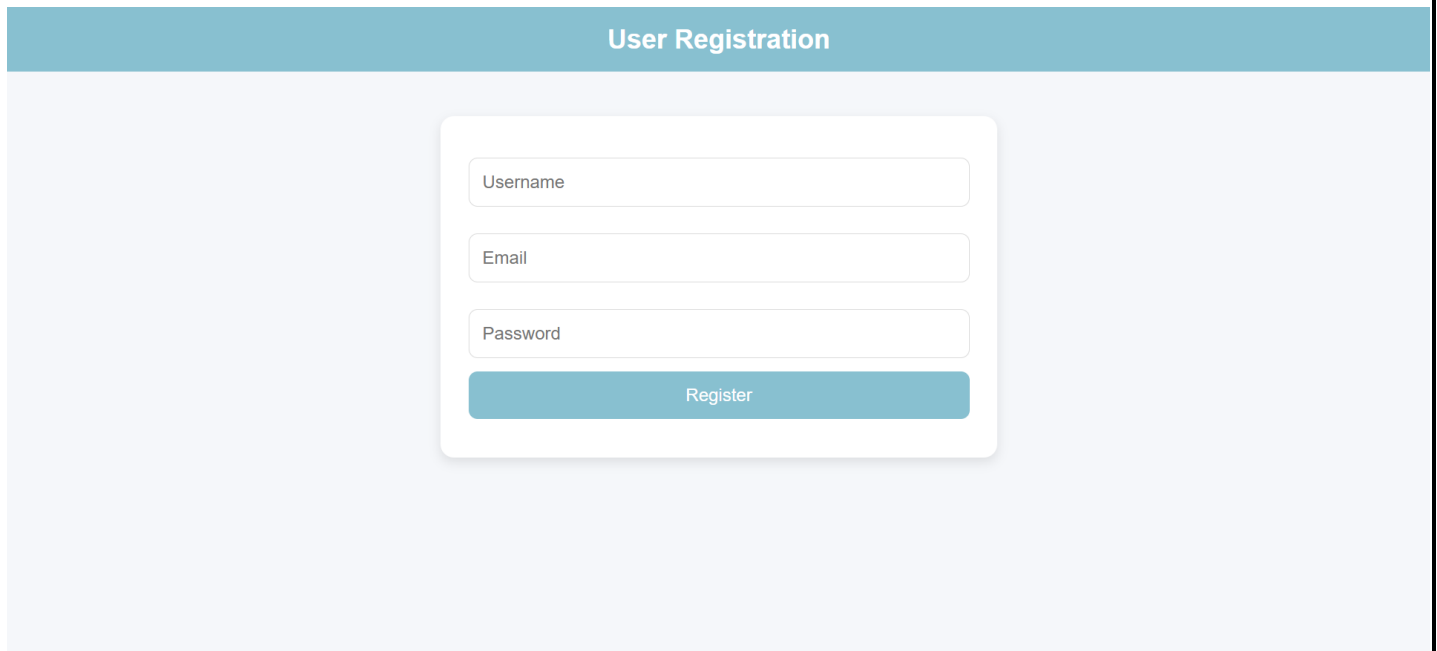 User Registration
Username
Email
Password
Register